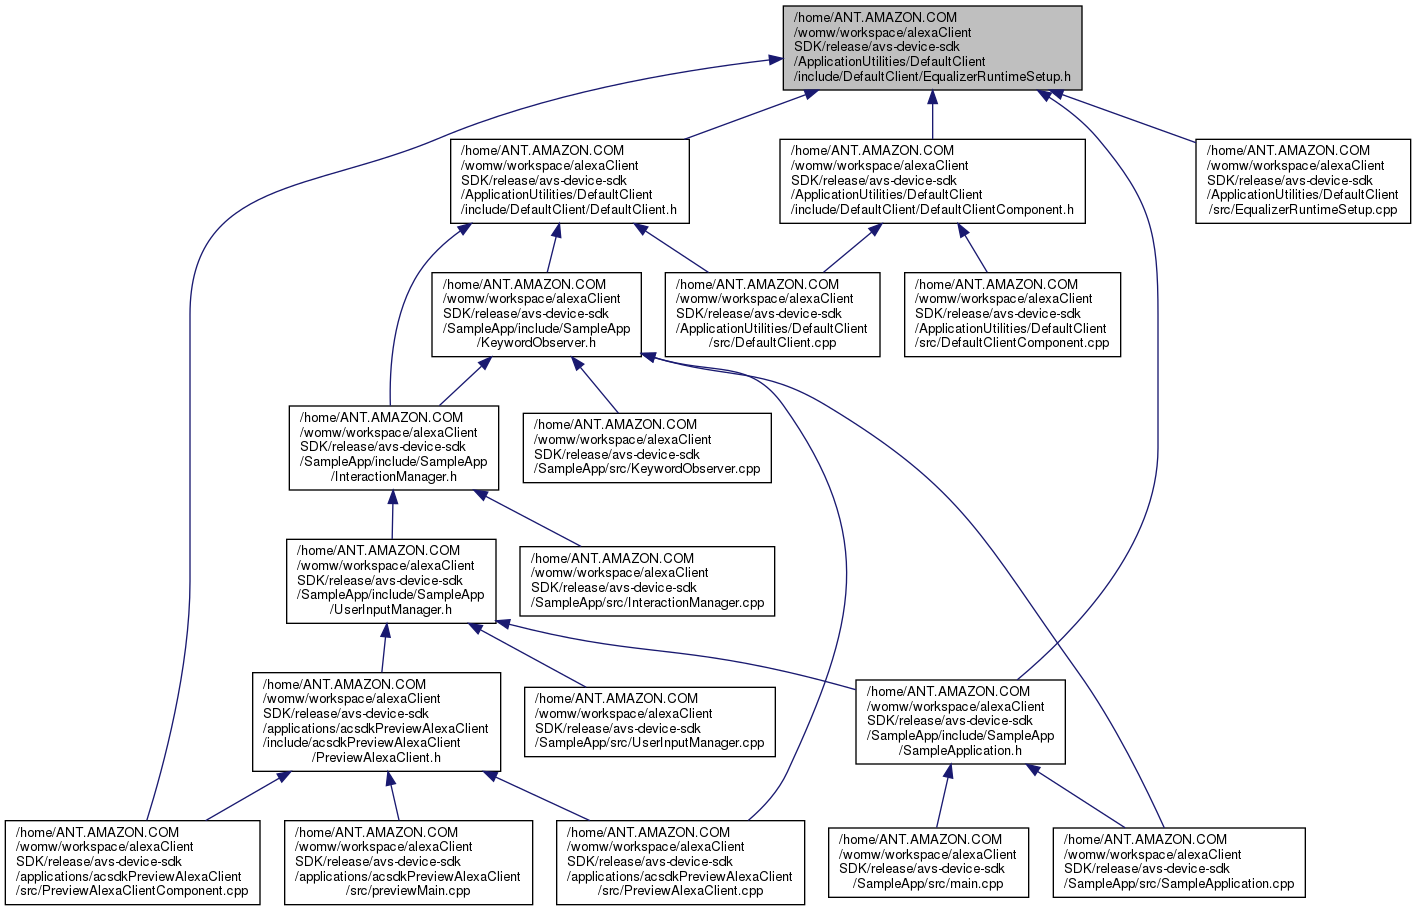 /home/ANT.AMAZON.COM
/womw/workspace/alexaClient
SDK/release/avs-device-sdk
/ApplicationUtilities/DefaultClient
/include/DefaultClient/EqualizerRuntimeSetup.h
/home/ANT.AMAZON.COM
/womw/workspace/alexaClient
SDK/release/avs-device-sdk
/ApplicationUtilities/DefaultClient
/include/DefaultClient/DefaultClient.h
/home/ANT.AMAZON.COM
/womw/workspace/alexaClient
SDK/release/avs-device-sdk
/ApplicationUtilities/DefaultClient
/include/DefaultClient/DefaultClientComponent.h
/home/ANT.AMAZON.COM
/womw/workspace/alexaClient
SDK/release/avs-device-sdk
/ApplicationUtilities/DefaultClient
/src/EqualizerRuntimeSetup.cpp
/home/ANT.AMAZON.COM
/womw/workspace/alexaClient
SDK/release/avs-device-sdk
/SampleApp/include/SampleApp
/KeywordObserver.h
/home/ANT.AMAZON.COM
/womw/workspace/alexaClient
SDK/release/avs-device-sdk
/ApplicationUtilities/DefaultClient
/src/DefaultClient.cpp
/home/ANT.AMAZON.COM
/womw/workspace/alexaClient
SDK/release/avs-device-sdk
/ApplicationUtilities/DefaultClient
/src/DefaultClientComponent.cpp
/home/ANT.AMAZON.COM
/womw/workspace/alexaClient
SDK/release/avs-device-sdk
/SampleApp/include/SampleApp
/InteractionManager.h
/home/ANT.AMAZON.COM
/womw/workspace/alexaClient
SDK/release/avs-device-sdk
/SampleApp/src/KeywordObserver.cpp
/home/ANT.AMAZON.COM
/womw/workspace/alexaClient
SDK/release/avs-device-sdk
/SampleApp/include/SampleApp
/UserInputManager.h
/home/ANT.AMAZON.COM
/womw/workspace/alexaClient
SDK/release/avs-device-sdk
/SampleApp/src/InteractionManager.cpp
/home/ANT.AMAZON.COM
/womw/workspace/alexaClient
SDK/release/avs-device-sdk
/applications/acsdkPreviewAlexaClient
/include/acsdkPreviewAlexaClient
/PreviewAlexaClient.h
/home/ANT.AMAZON.COM
/womw/workspace/alexaClient
SDK/release/avs-device-sdk
/SampleApp/src/UserInputManager.cpp
/home/ANT.AMAZON.COM
/womw/workspace/alexaClient
SDK/release/avs-device-sdk
/SampleApp/include/SampleApp
/SampleApplication.h
/home/ANT.AMAZON.COM
/womw/workspace/alexaClient
SDK/release/avs-device-sdk
/applications/acsdkPreviewAlexaClient
/src/PreviewAlexaClientComponent.cpp
/home/ANT.AMAZON.COM
/womw/workspace/alexaClient
SDK/release/avs-device-sdk
/applications/acsdkPreviewAlexaClient
/src/previewMain.cpp
/home/ANT.AMAZON.COM
/womw/workspace/alexaClient
SDK/release/avs-device-sdk
/applications/acsdkPreviewAlexaClient
/src/PreviewAlexaClient.cpp
/home/ANT.AMAZON.COM
/womw/workspace/alexaClient
SDK/release/avs-device-sdk
/SampleApp/src/main.cpp
/home/ANT.AMAZON.COM
/womw/workspace/alexaClient
SDK/release/avs-device-sdk
/SampleApp/src/SampleApplication.cpp